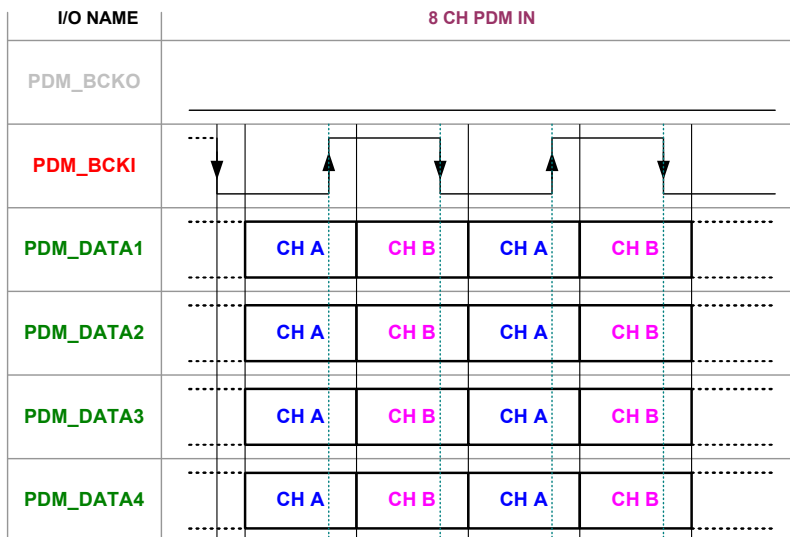 I/O NAME 8 CH PDM IN
PDM_BCKO
PDM_BCKI
PDM_DATA1 CH A CH B CH A CH B
PDM_DATA2 CH A CH B CH A CH B
PDM_DATA3 CH A CH B CH A CH B
PDM_DATA4 CH A CH B CH A CH B